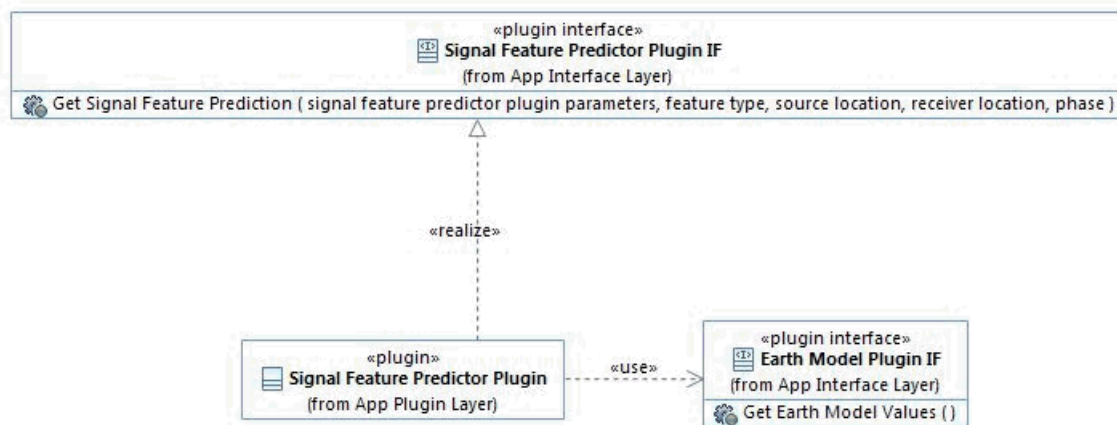 «plugin interface»
Signal Feature Predictor Plugin IF
(from App Interface Layer)
Get Signal Feature Prediction ( signal feature predictor plugin parameters, feature type, source location, receiver location, phase )
«realize»
«plugin»
Signal Feature Predictor Plugin
(from App Plugin Layer)
«use»
«plugin interface»
Earth Model Plugin IF
(from App Interface Layer)
Get Earth Model Values ( )